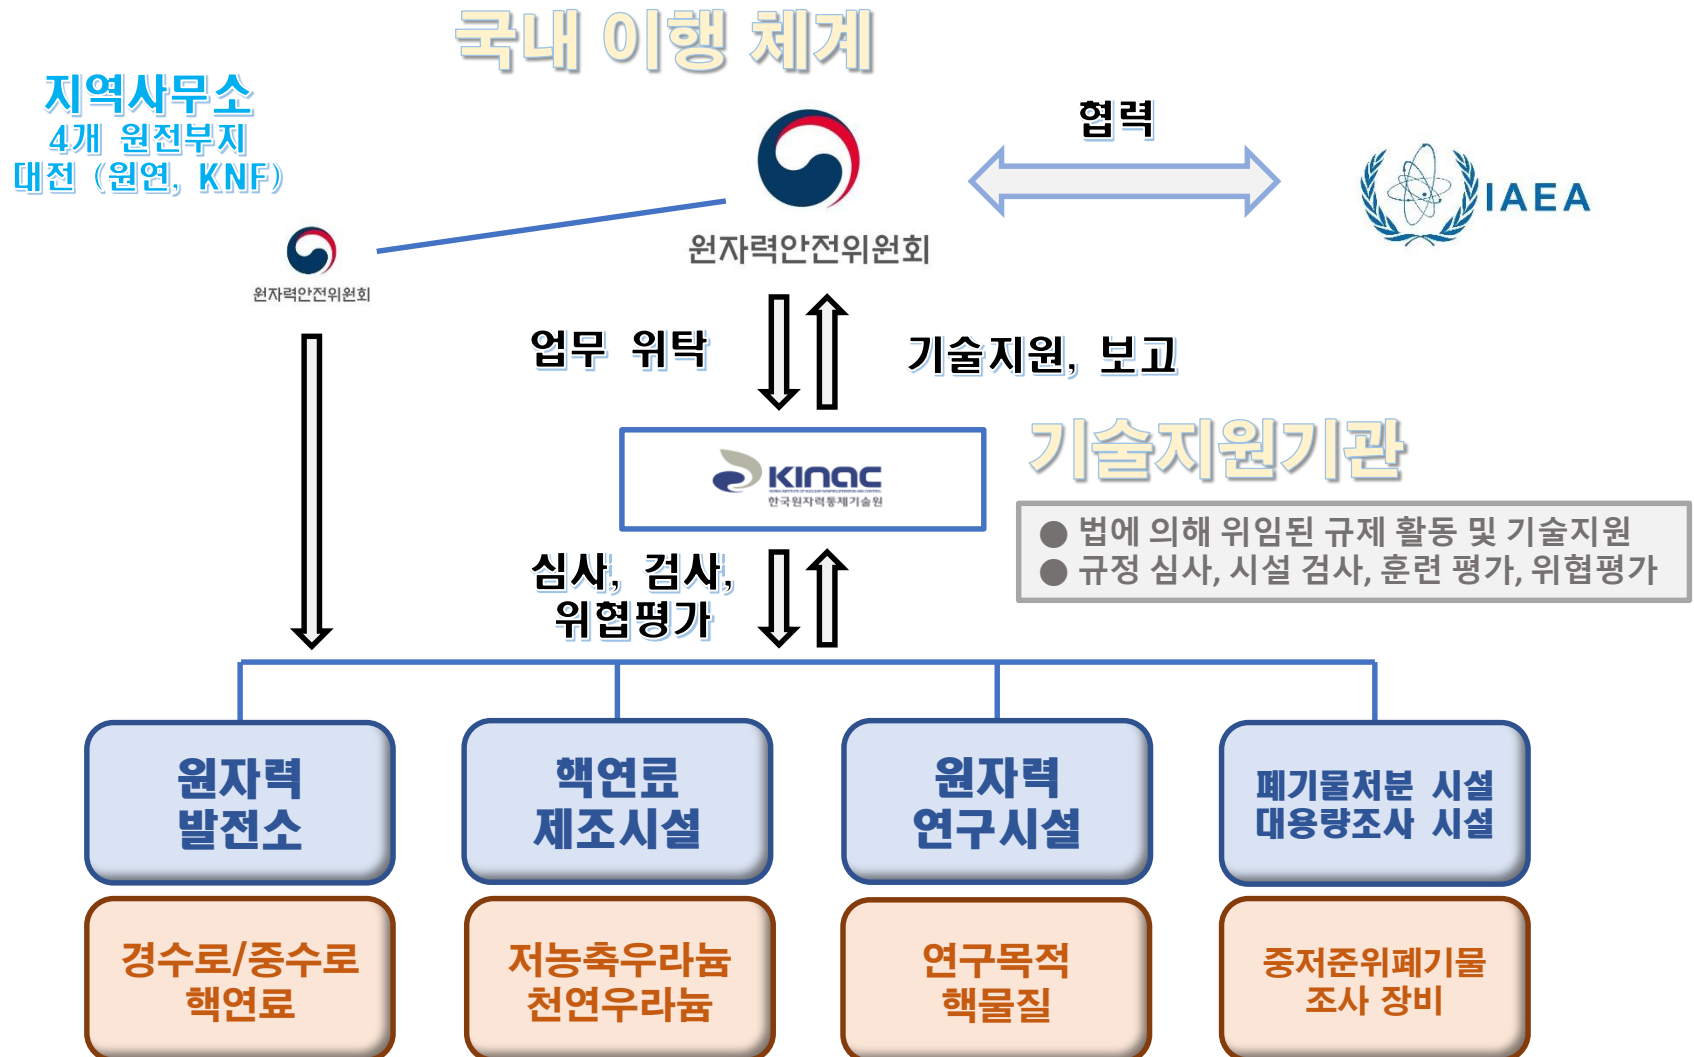 국내 이행 체계
지역사무소
4개 원전부지
대전 (원연, KNF)
협력
IAEA
원자력안전위원회
원자력안전위원회
업무 위탁
기술지원, 보고
KINAC
KOREA INSTITUTE OF NUCLEAR NONPROLIFERATION AND CONTROL
한국원자력통제기술원
기술지원기관
● 법에 의해 위임된 규제 활동 및 기술지원
● 규정 심사, 시설 검사, 훈련 평가, 위협평가
심사, 검사,
위협평가
원자력
발전소
핵연료
제조시설
원자력
연구시설
폐기물처분 시설
대용량조사 시설
경수로/중수로
핵연료
저농축우라늄
천연우라늄
연구목적
핵물질
중저준위폐기물
조사 장비